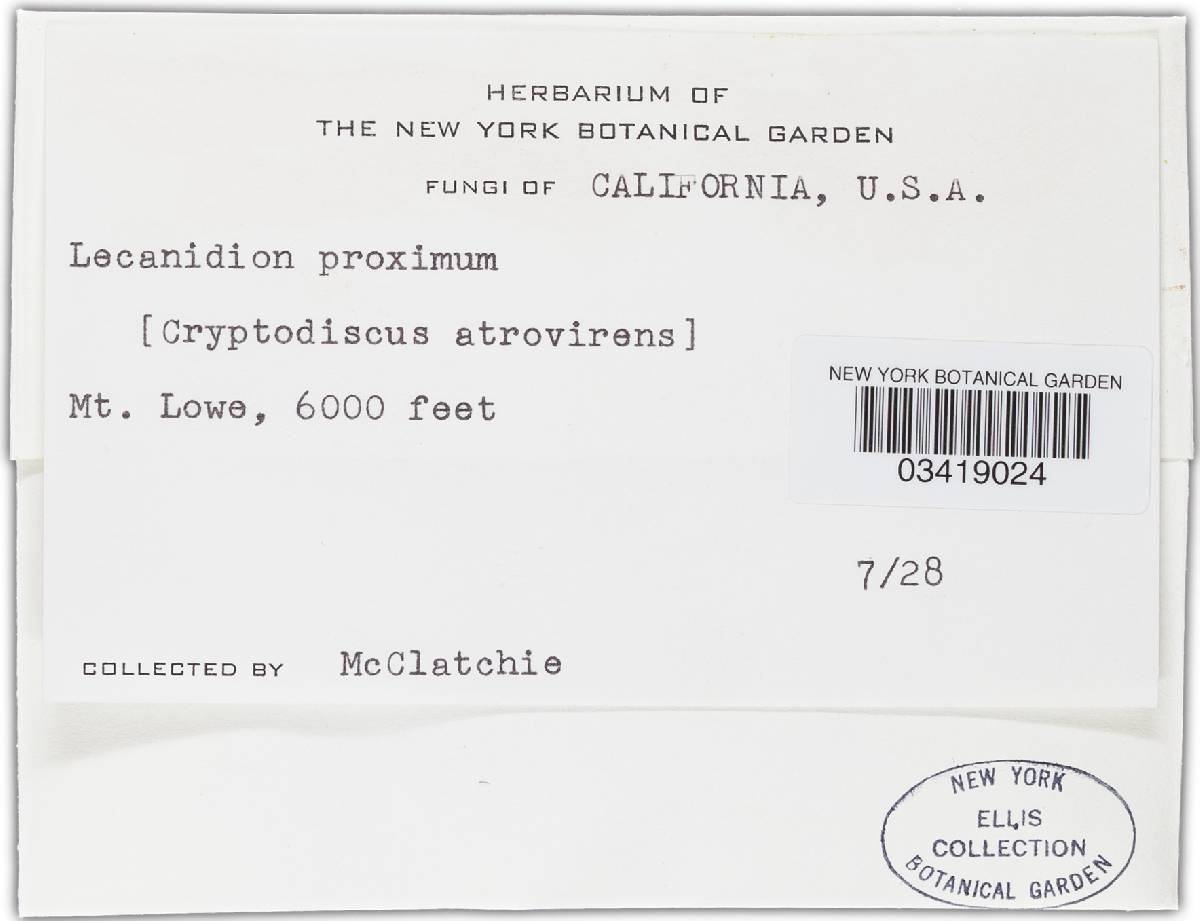 HERBARIUM OF
THE NEW YORK BOTANICAL GARDEN
FUNGI OF CALIFORNIA, U.S.A.
Lecanidion proximum
[Cryptodiscus atrovirens]
Mt. Lowe, 6000 feet
NEW YORK BOTANICAL GARDEN
03419024
7/28
COLLECTED BY McClatchie
NEW YORK
ELLIS
COLLECTION
BOTANICAL GARDEN